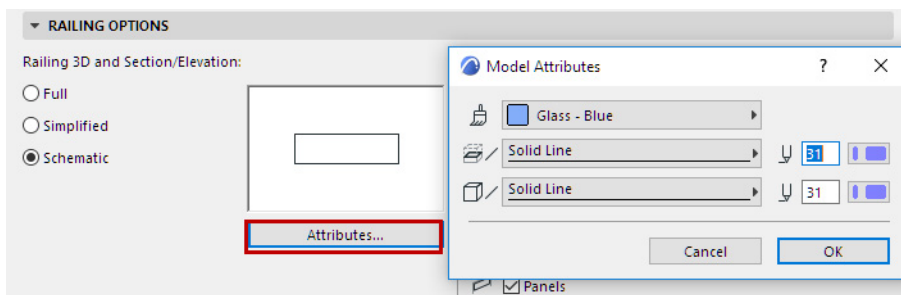 RAILING OPTIONS
Railing 3D and Section/Elevation:
Full
Simplified
Schematic
Attributes...
Model Attributes ?
Glass - Blue
Solid Line 31
Solid Line 31
Cancel OK
Panels